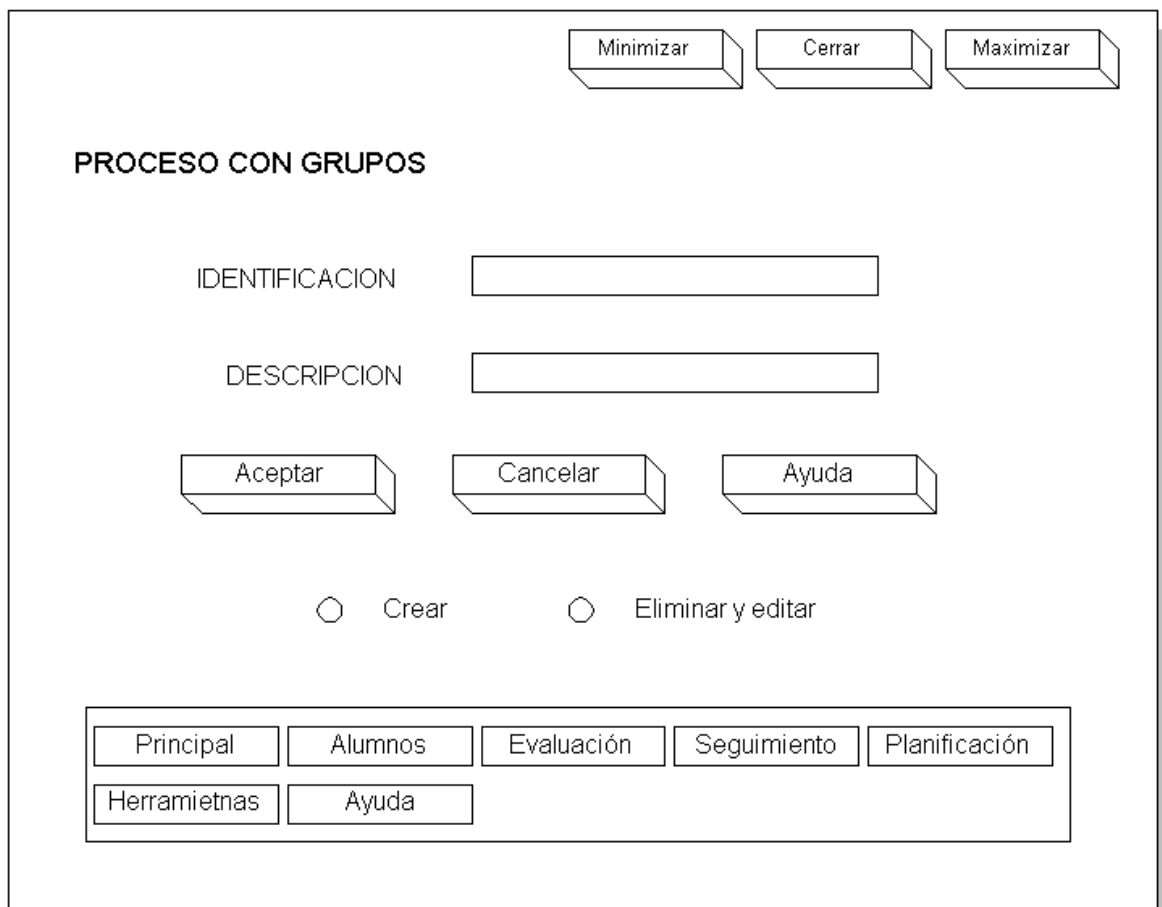 Minimizar Cerrar Maximizar
PROCESO CON GRUPOS
IDENTIFICACION
DESCRIPCION
Aceptar Cancelar Ayuda
Crear Eliminar y editar
Principal Alumnos Evaluación Seguimiento Planificación
Herramietnas Ayuda